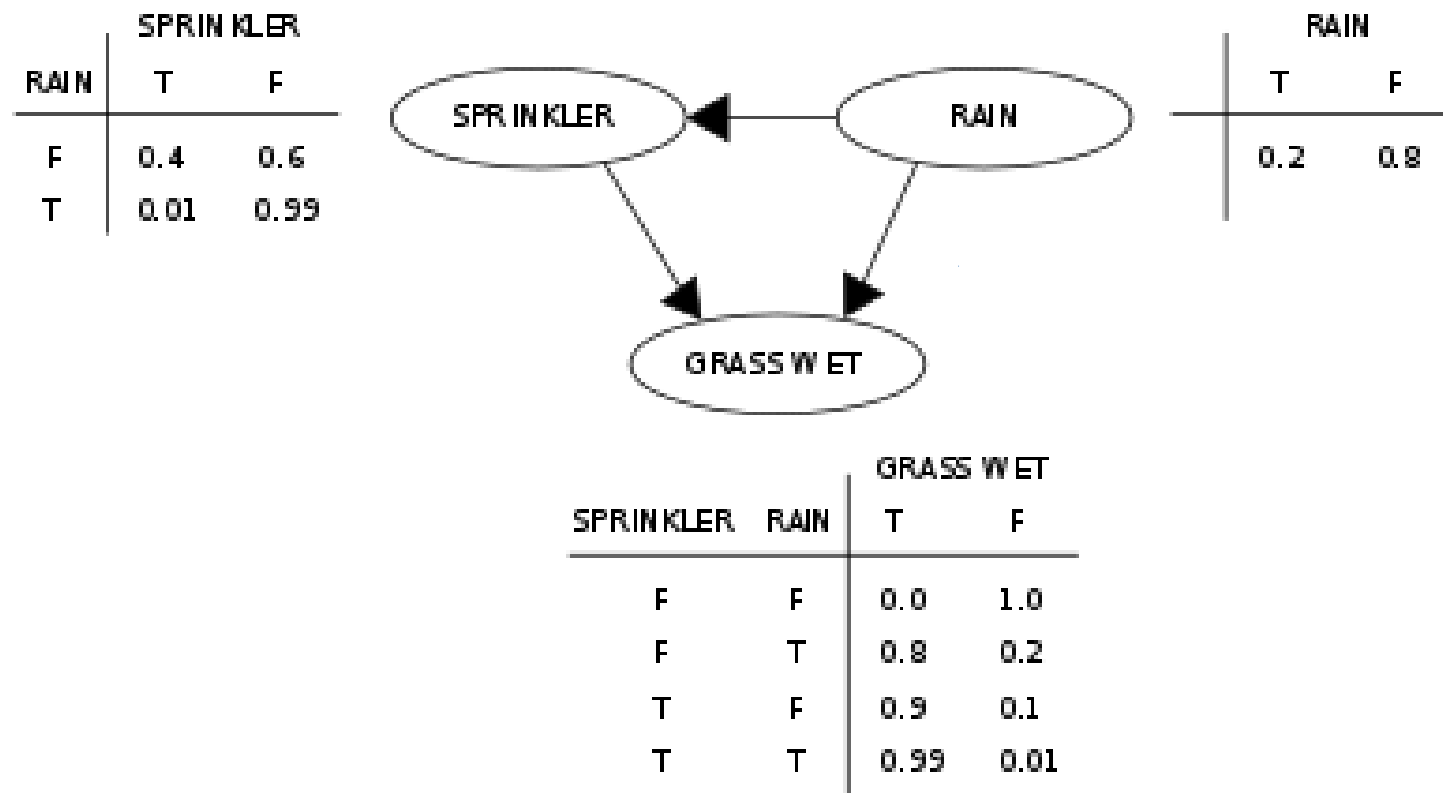 SPRINKLER
RAIN T F
F 0.4 0.6
T 0.01 0.99
SPRINKLER
RAIN
RAIN
T F
0.2 0.8
GRASS WET
GRASS WET
SPRINKLER RAIN T F
F F 0.0 1.0
F T 0.8 0.2
T F 0.9 0.1
T T 0.99 0.01